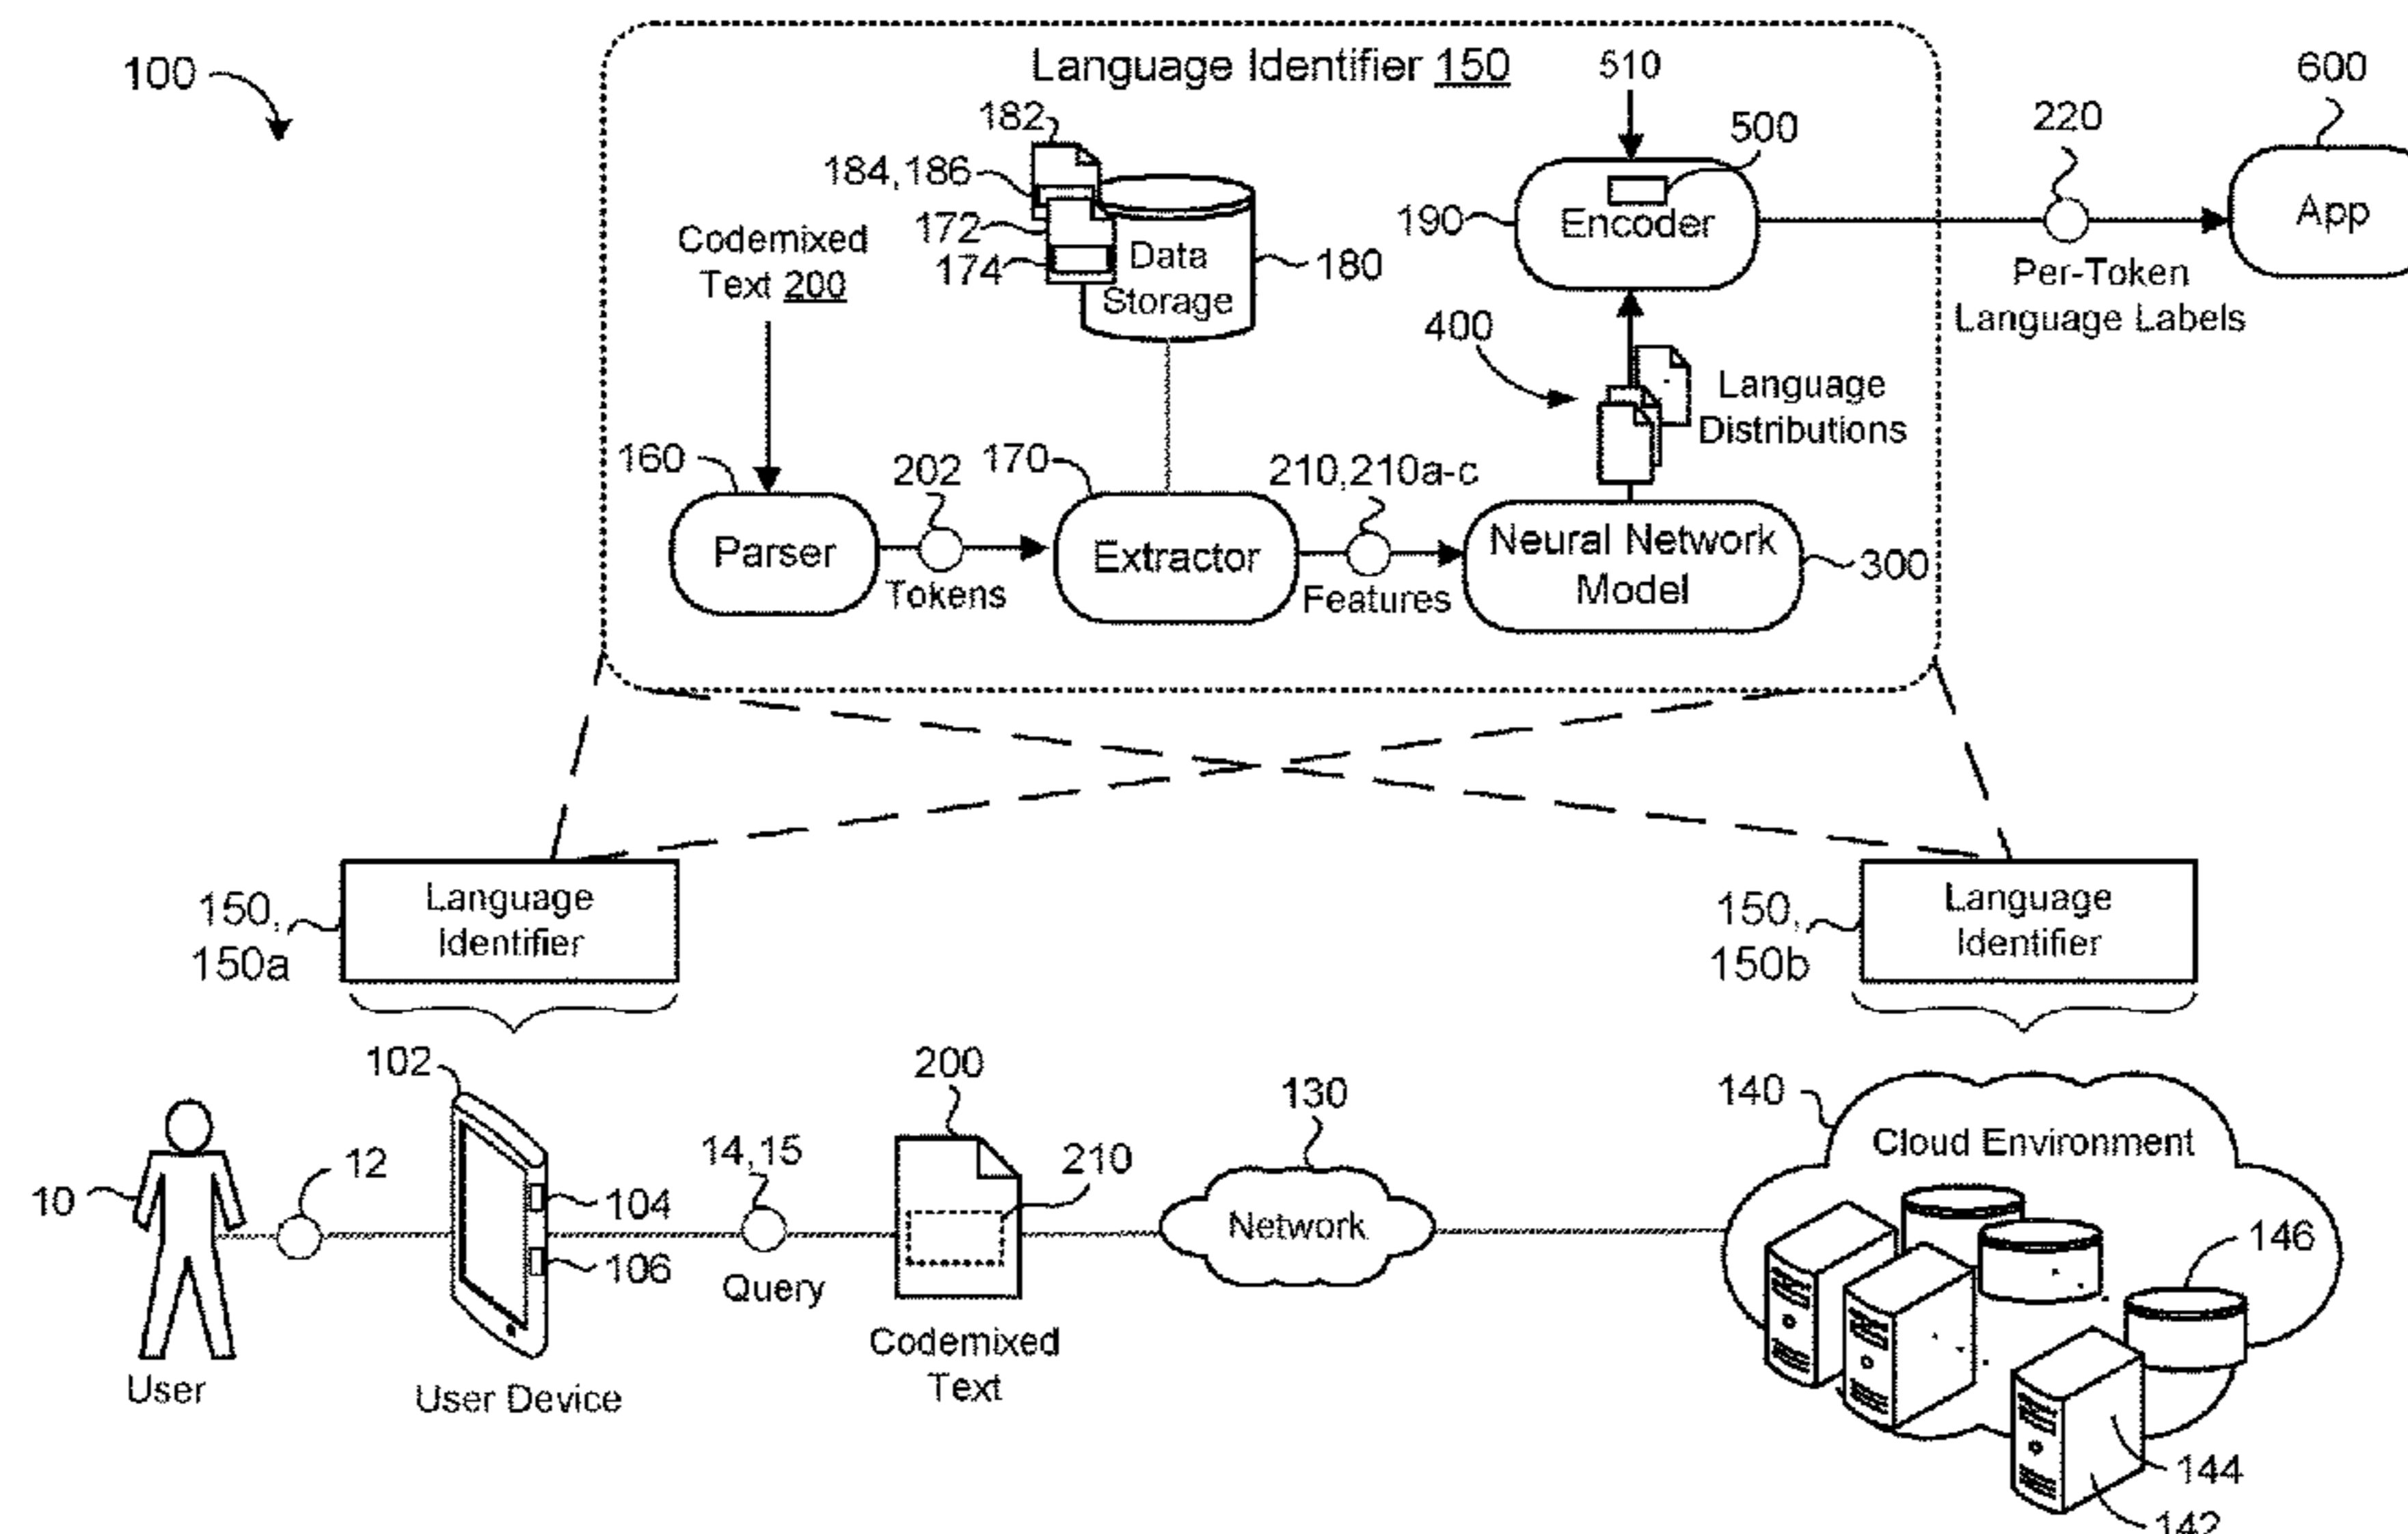 100
Language Identifier 150
510
600
182
220
500
184,186
190
Encoder
App
172
Codemixed
Text 200
174
Data
Storage
180
Per-Token
Language Labels
400
Language
Distributions
160
202
170
210,210a-c
Parser
Extractor
Neural Network
Model
300
Tokens
Features
150,
150a
Language
Identifier
150,
150b
Language
Identifier
102
200
130
140
Cloud Environment
10
12
14,15
210
104
Network
146
106
Query
Codemixed
Text
User
User Device
144
142